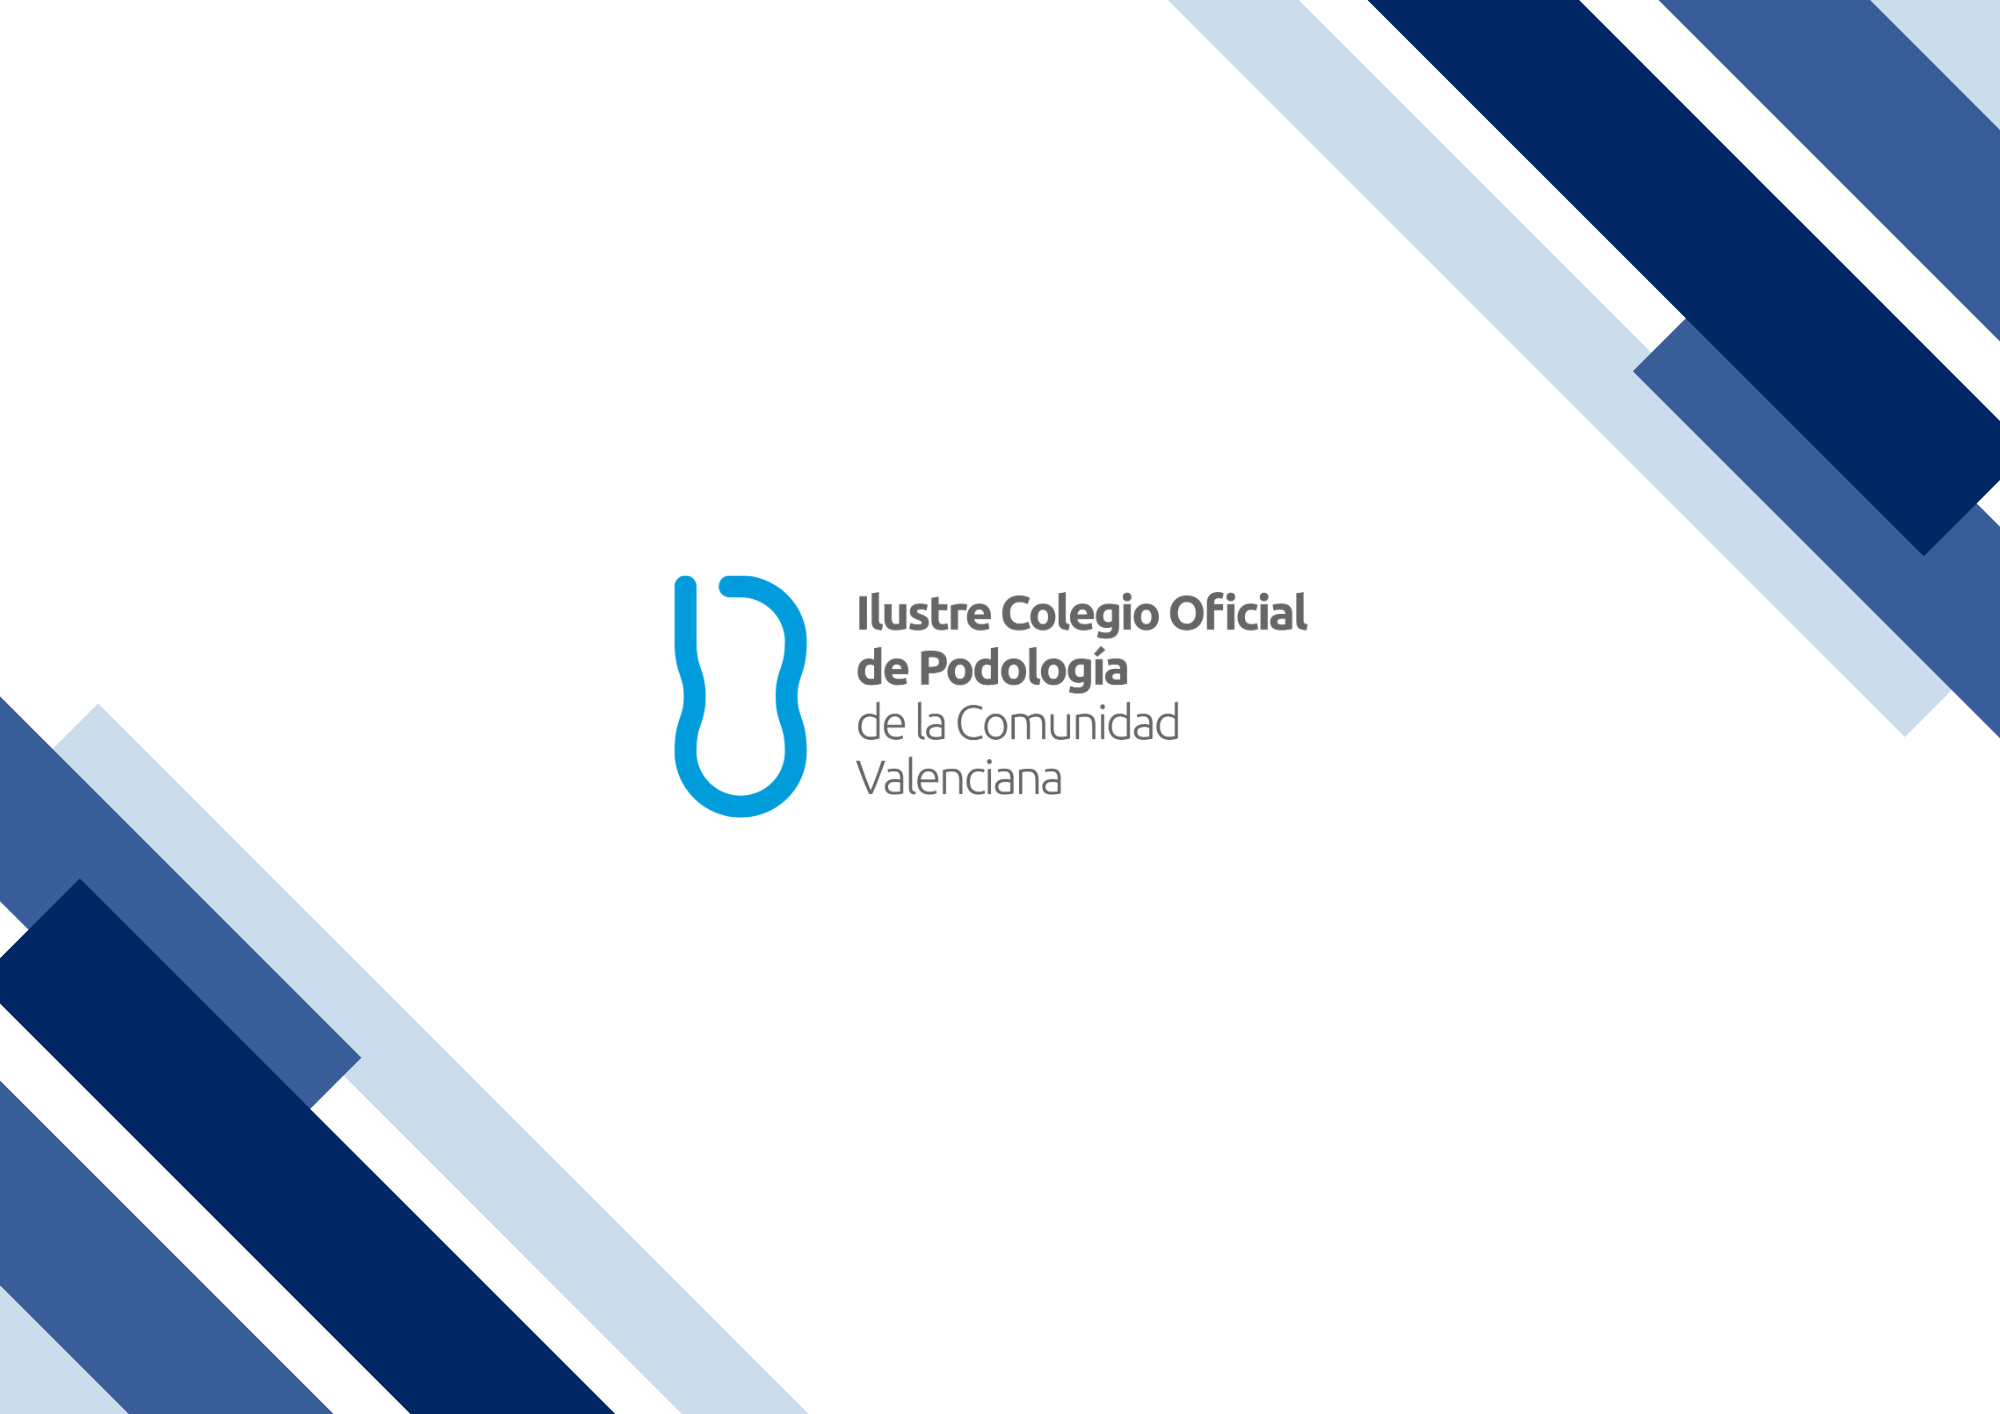 Ilustre Colegio Oficial
de Podología
de la Comunidad
Valenciana